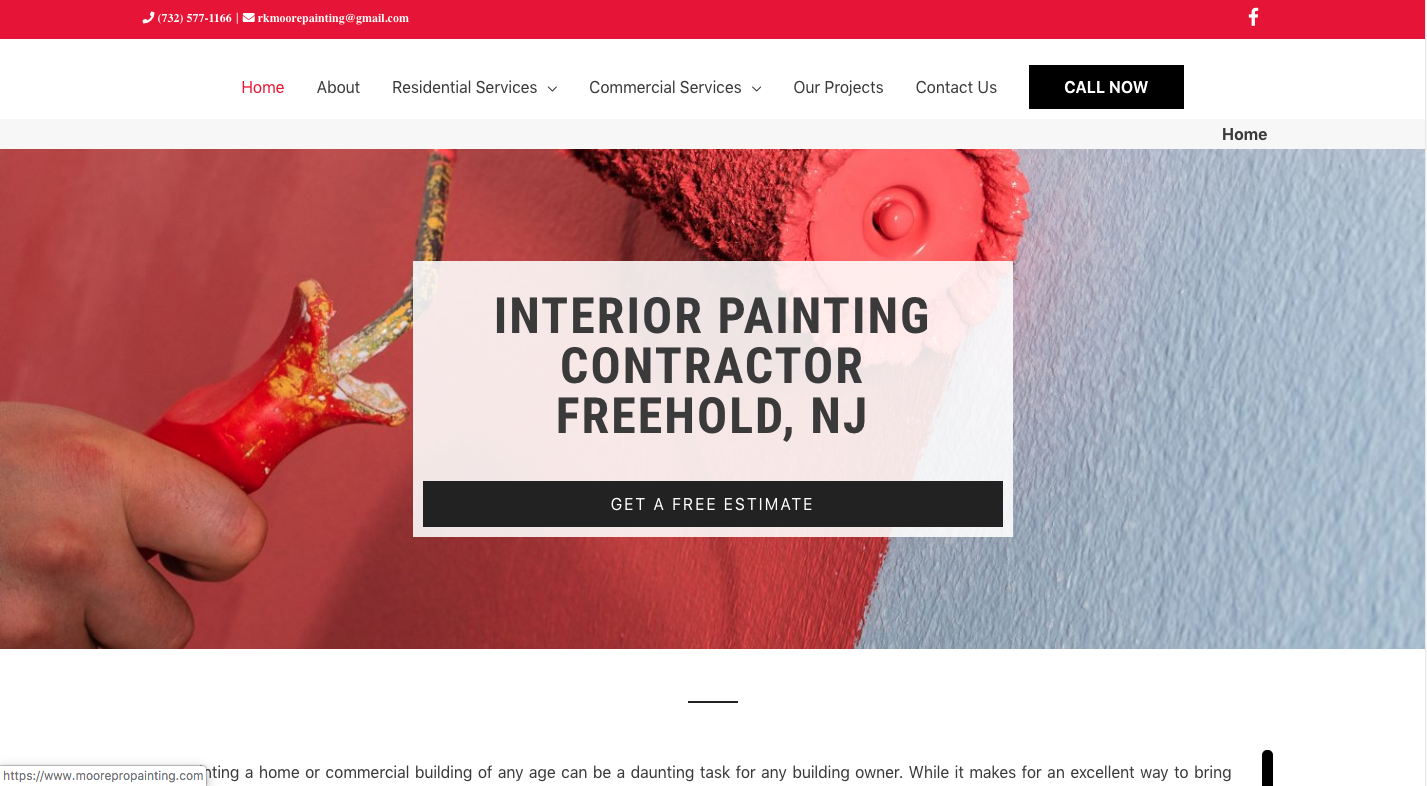 (732) 577-1166 | rkmoorepainting@gmail.com
Home About Residential Services Commercial Services Our Projects Contact Us CALL NOW
Home
INTERIOR PAINTING
CONTRACTOR
FREEHOLD, NJ
GET A FREE ESTIMATE
a home or commercial building of any age can be a daunting task for any building owner. While it makes for an excellent way to bring
https://www.moorepropainting.com